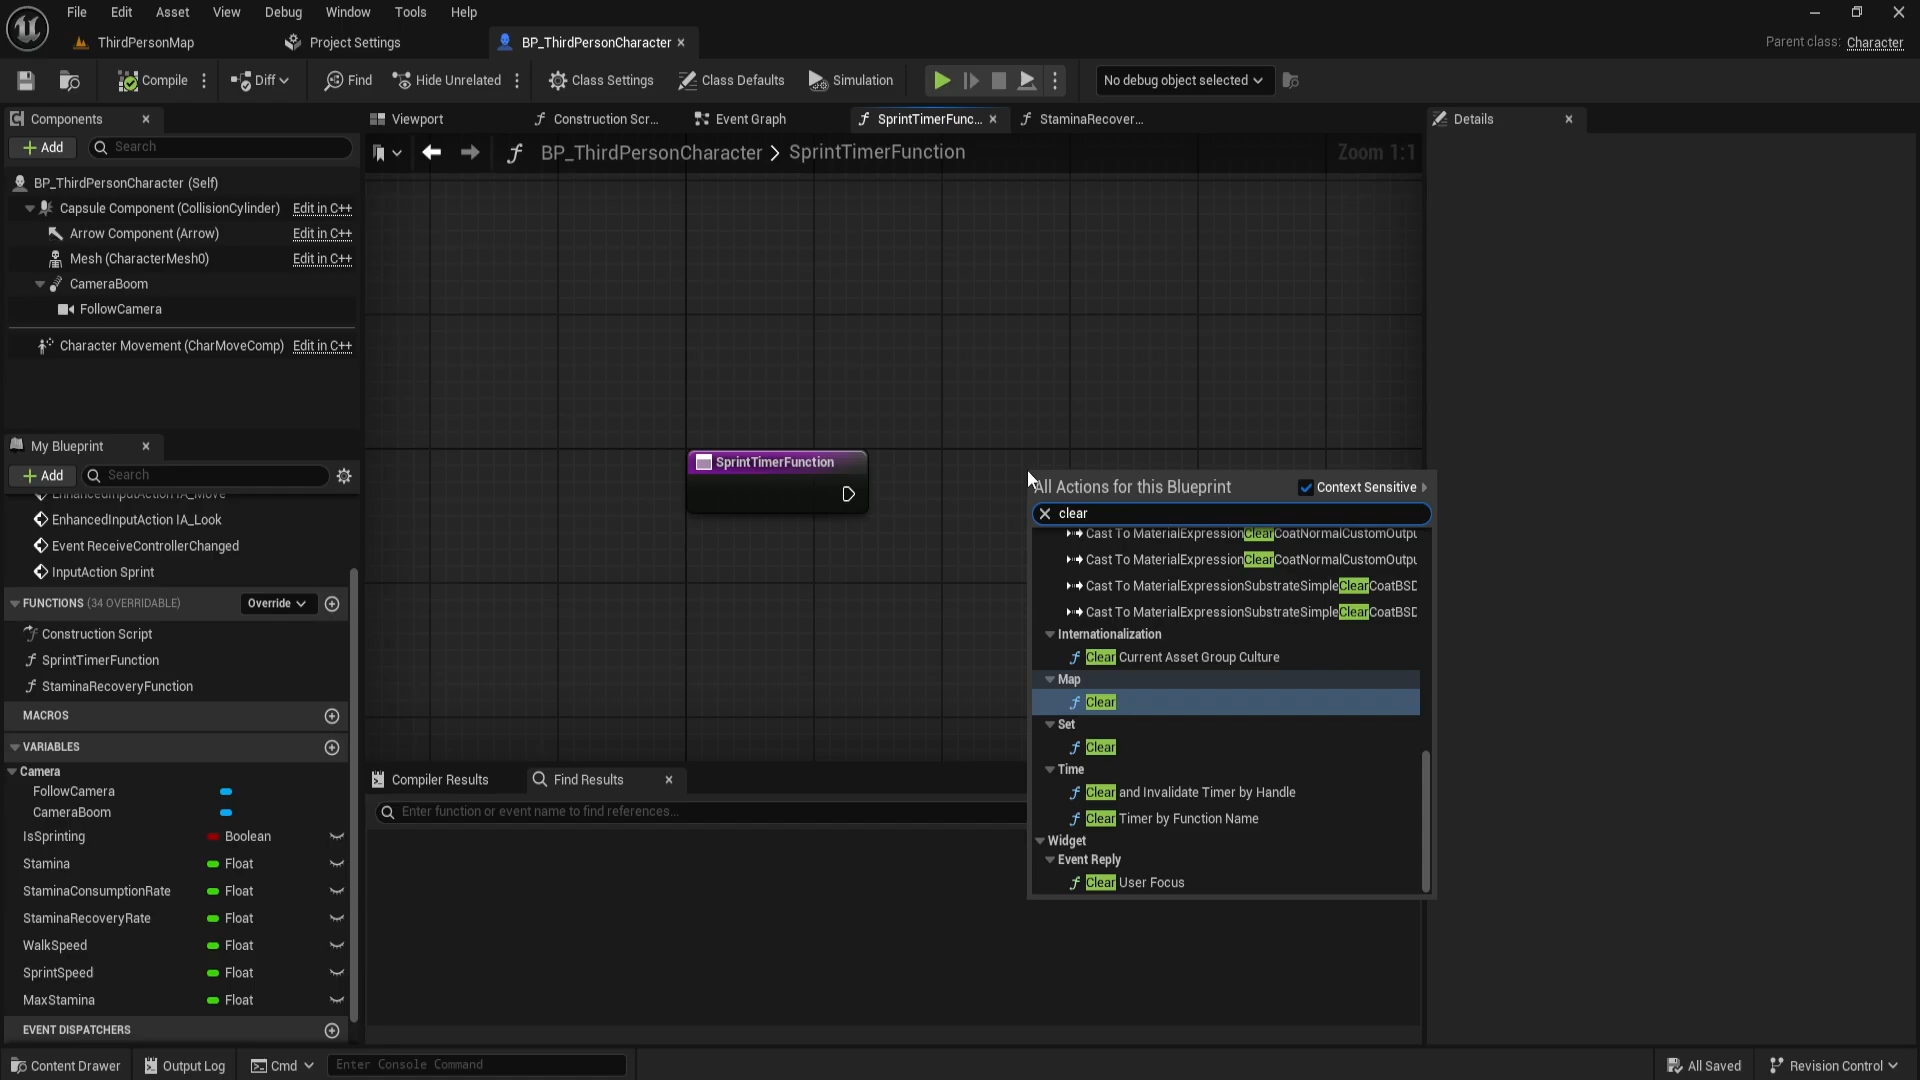 File Edit Asset View Debug Window Tools Help
ThirdPersonMap Project Settings BP_ThirdPersonCharacter Parent class: Character
Compile Diff Find Hide Unrelated Class Settings Class Defaults Simulation No debug object selected
Components Viewport Construction Scr... Event Graph SprintTimerFunc... StaminaRecover... Details
Add Search BP_ThirdPersonCharacter > SprintTimerFunction Zoom 1:1
BP_ThirdPersonCharacter (Self)
Capsule Component (CollisionCylinder) Edit in C++
Arrow Component (Arrow) Edit in C++
Mesh (CharacterMesh0) Edit in C++
CameraBoom
FollowCamera
Character Movement (CharMoveComp) Edit in C++
My Blueprint
Add Search
EnhancedInputAction IA_Move
EnhancedInputAction IA_Look
Event ReceiveControllerChanged
InputAction Sprint
FUNCTIONS (34 OVERRIDABLE) Override
Construction Script
SprintTimerFunction
StaminaRecoveryFunction
MACROS
VARIABLES
Camera
FollowCamera
CameraBoom
IsSprinting Boolean
Stamina Float
StaminaConsumptionRate Float
StaminaRecoveryRate Float
WalkSpeed Float
SprintSpeed Float
MaxStamina Float
EVENT DISPATCHERS
SprintTimerFunction
All Actions for this Blueprint Context Sensitive
clear
Cast To MaterialExpressionClearCoatNormalCustomOutpu
Cast To MaterialExpressionClearCoatNormalCustomOutpu
Cast To MaterialExpressionSubstrateSimpleClearCoatBSD
Cast To MaterialExpressionSubstrateSimpleClearCoatBSD
Internationalization
Clear Current Asset Group Culture
Map
Clear
Set
Clear
Time
Clear and Invalidate Timer by Handle
Clear Timer by Function Name
Widget
Event Reply
Clear User Focus
Compiler Results Find Results
Enter function or event name to find references...
Content Drawer Output Log Cmd Enter Console Command All Saved Revision Control